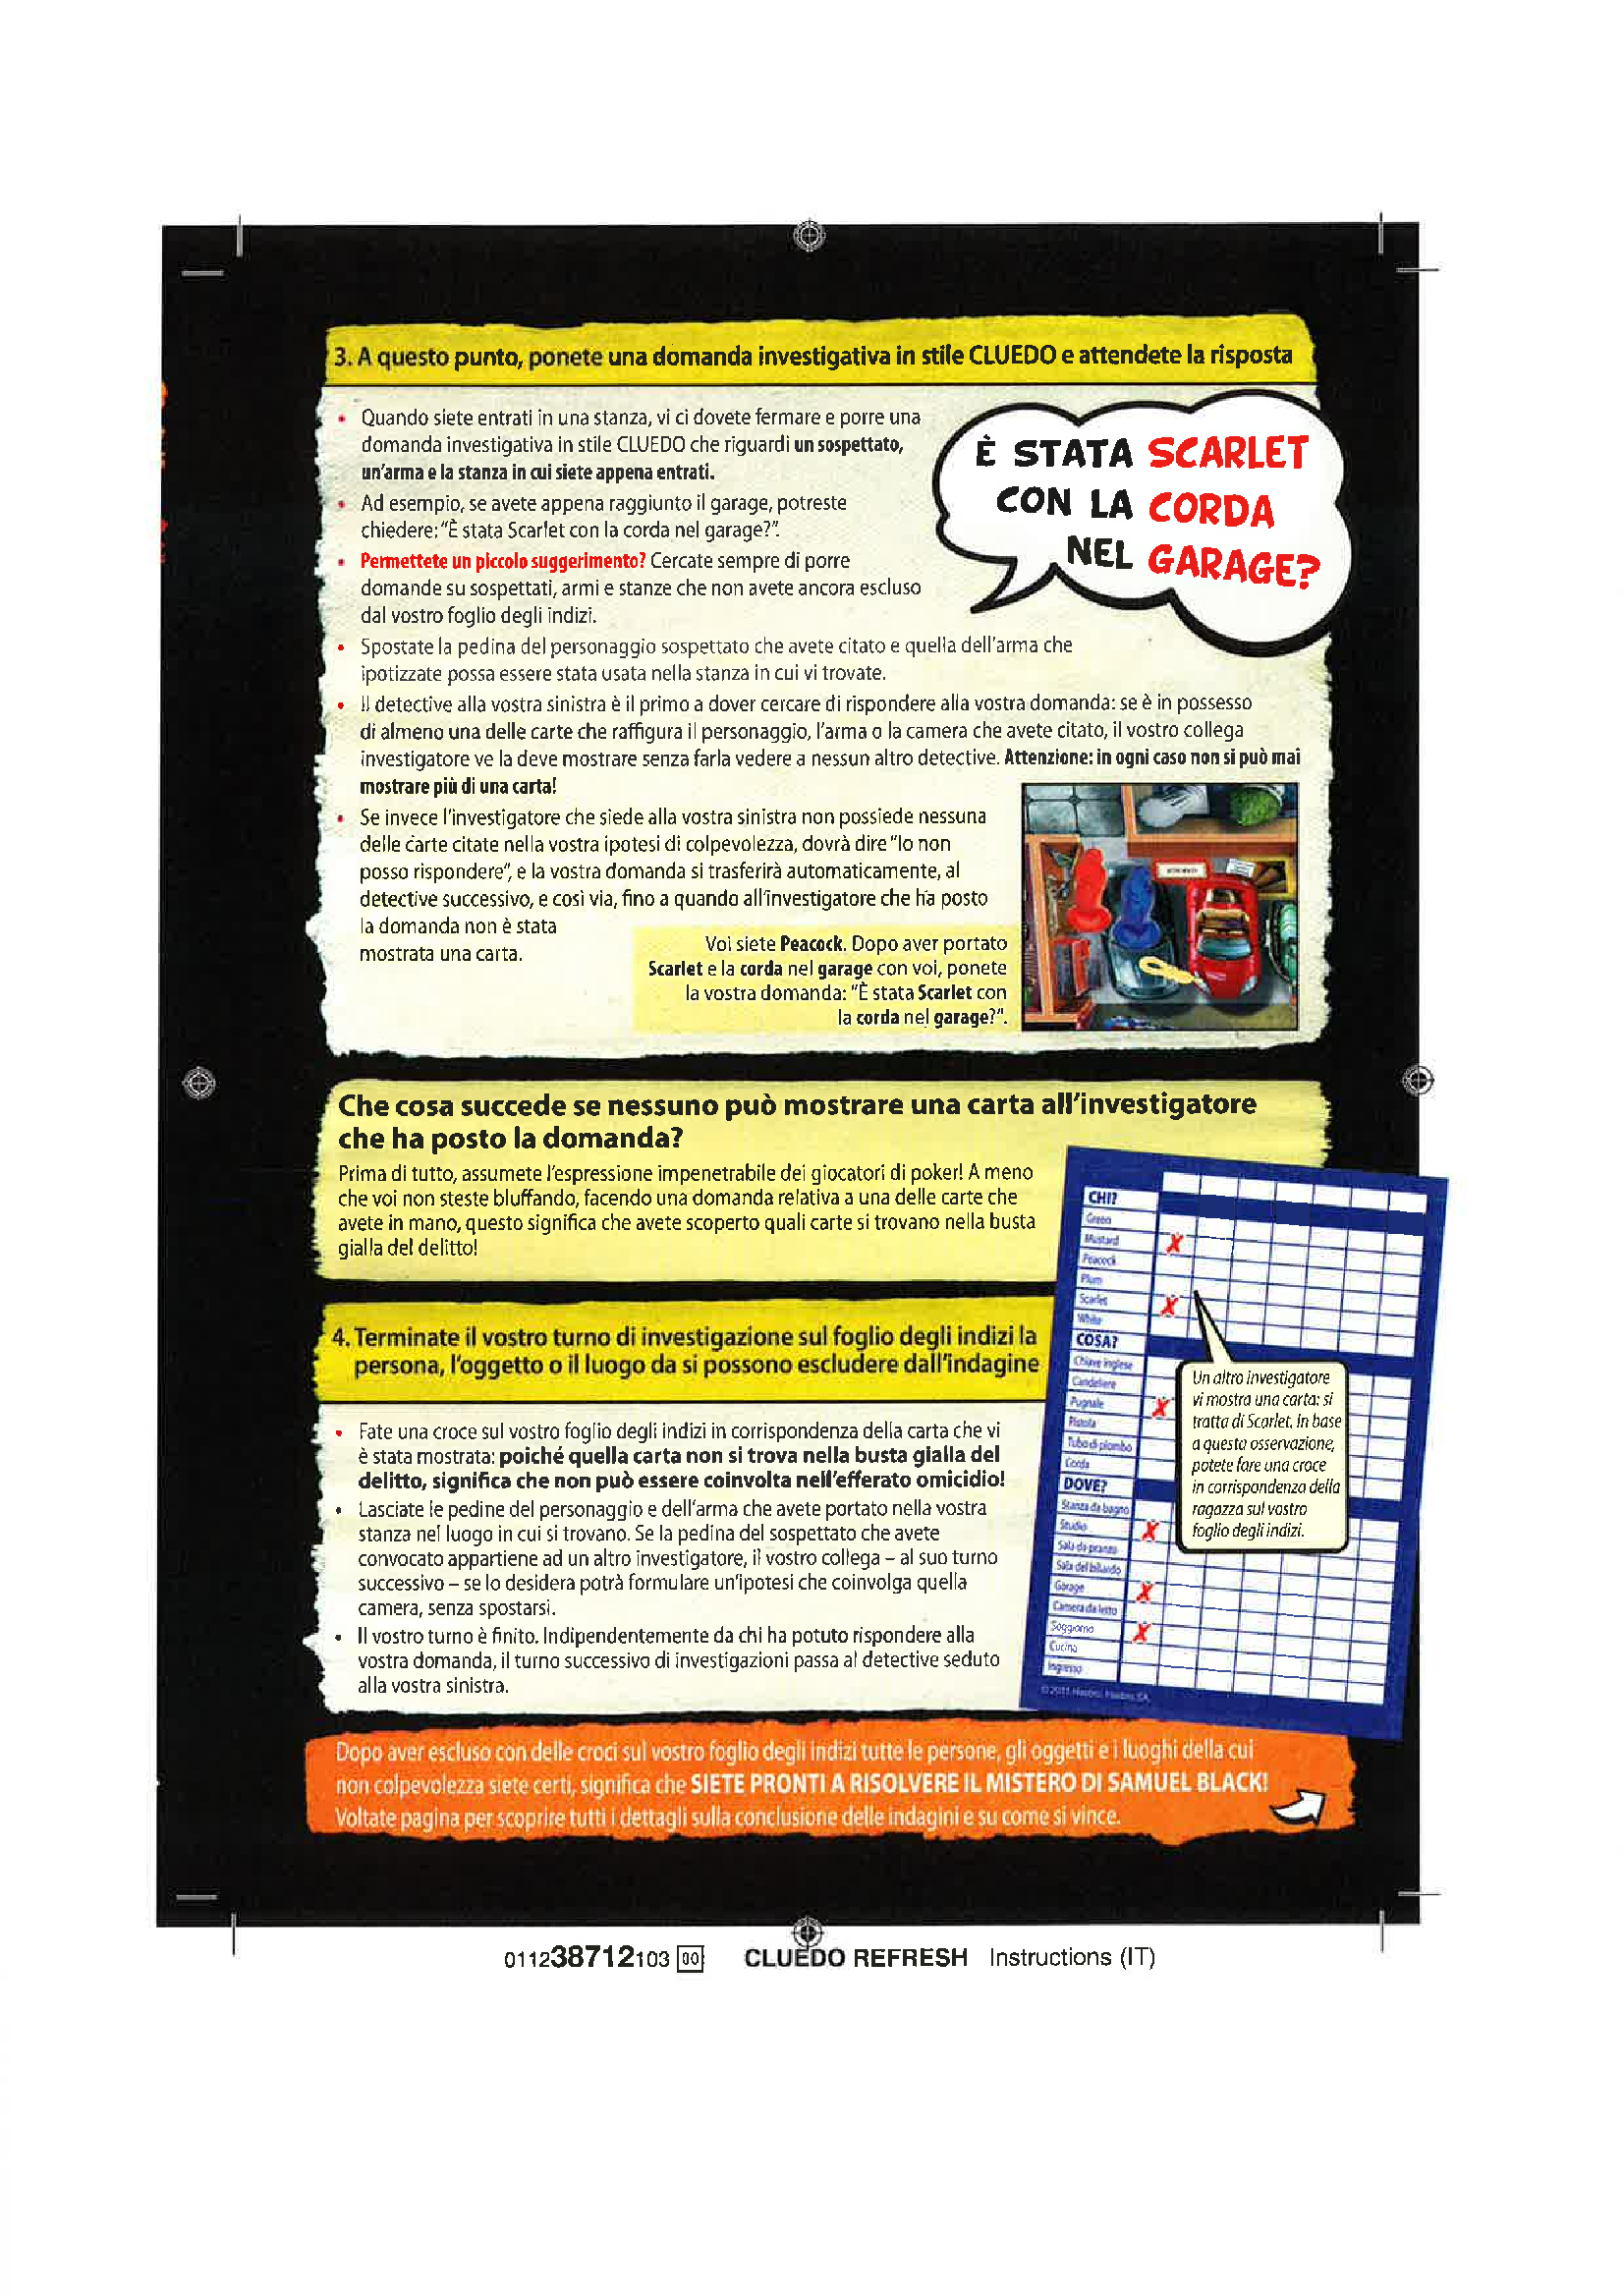 3. A questo punto, ponete una domanda investigativa in stile CLUEDO e attendete la risposta
• Quando siete entrati in una stanza, vi ci dovete fermare e porre una
domanda investigativa in stile CLUEDO che riguardi un sospettato,
un'arma e la stanza in cui siete appena entrati.
• Ad esempio, se avete appena raggiunto il garage, potreste
chiedere: "È stata Scarlet con la corda nel garage?".
• Permettete un piccolo suggerimento? Cercate sempre di porre
domande su sospettati, armi e stanze che non avete ancora escluso
dal vostro foglio degli indizi.
È STATA SCARLET
CON LA CORDA
NEL GARAGE?
• Spostate la pedina del personaggio sospettato che avete citato e quella dell'arma che
ipotizzate possa essere stata usata nella stanza in cui vi trovate.
• Il detective alla vostra sinistra è il primo a dover cercare di rispondere alla vostra domanda: se è in possesso
di almeno una delle carte che raffigura il personaggio, l'arma o la camera che avete citato, il vostro collega
investigatore ve la deve mostrare senza farla vedere a nessun altro detective. Attenzione: in ogni caso non si può mai
mostrare più di una carta!
• Se invece l'investigatore che siede alla vostra sinistra non possiede nessuna
delle carte citate nella vostra ipotesi di colpevolezza, dovrà dire "Io non
posso rispondere", e la vostra domanda si trasferirà automaticamente, al
detective successivo, e così via, fino a quando all'investigatore che ha posto
la domanda non è stata
mostrata una carta.
Voi siete Peacock. Dopo aver portato
Scarlet e la corda nel garage con voi, ponete
la vostra domanda: "È stata Scarlet con
la corda nel garage?".
Che cosa succede se nessuno può mostrare una carta all'investigatore
che ha posto la domanda?
Prima di tutto, assumete l'espressione impenetrabile dei giocatori di poker! A meno
che voi non steste bluffando, facendo una domanda relativa a una delle carte che
avete in mano, questo significa che avete scoperto quali carte si trovano nella busta
gialla del delitto!
4. Terminate il vostro turno di investigazione sul foglio degli indizi la
persona, l'oggetto o il luogo da si possono escludere dall'indagine
• Fate una croce sul vostro foglio degli indizi in corrispondenza della carta che vi
è stata mostrata: poiché quella carta non si trova nella busta gialla del
delitto, significa che non può essere coinvolta nell'efferato omicidio!
• Lasciate le pedine del personaggio e dell'arma che avete portato nella vostra
stanza nel luogo in cui si trovano. Se la pedina del sospettato che avete
convocato appartiene ad un altro investigatore, il vostro collega – al suo turno
successivo – se lo desidera potrà formulare un'ipotesi che coinvolga quella
camera, senza spostarsi.
• Il vostro turno è finito. Indipendentemente da chi ha potuto rispondere alla
vostra domanda, il turno successivo di investigazioni passa al detective seduto
alla vostra sinistra.
CHI?
Green
Mustard X
Peacock
Plum
Scarlet X
White
COSA?
Chiave inglese
Candeliere
Pugnale X
Pistola
Tubo di piombo
Corda
DOVE?
Stanza da bagno
Studio X
Sala da pranzo
Sala del biliardo
Garage X
Camera da letto
Soggiorno X
Cucina
Ingresso
© 2011 Hasbro.
Un altro investigatore
vi mostra una carta: si
tratta di Scarlet. In base
a questa osservazione,
potete fare una croce
in corrispondenza della
ragazza sul vostro
foglio degli indizi.
Dopo aver escluso con delle croci sul vostro foglio degli indizi tutte le persone, gli oggetti e i luoghi della cui
non colpevolezza siete certi, significa che SIETE PRONTI A RISOLVERE IL MISTERO DI SAMUEL BLACK!
Voltate pagina per scoprire tutti i dettagli sulla conclusione delle indagini e su come si vince.
011238712103 00 CLUEDO REFRESH Instructions (IT)